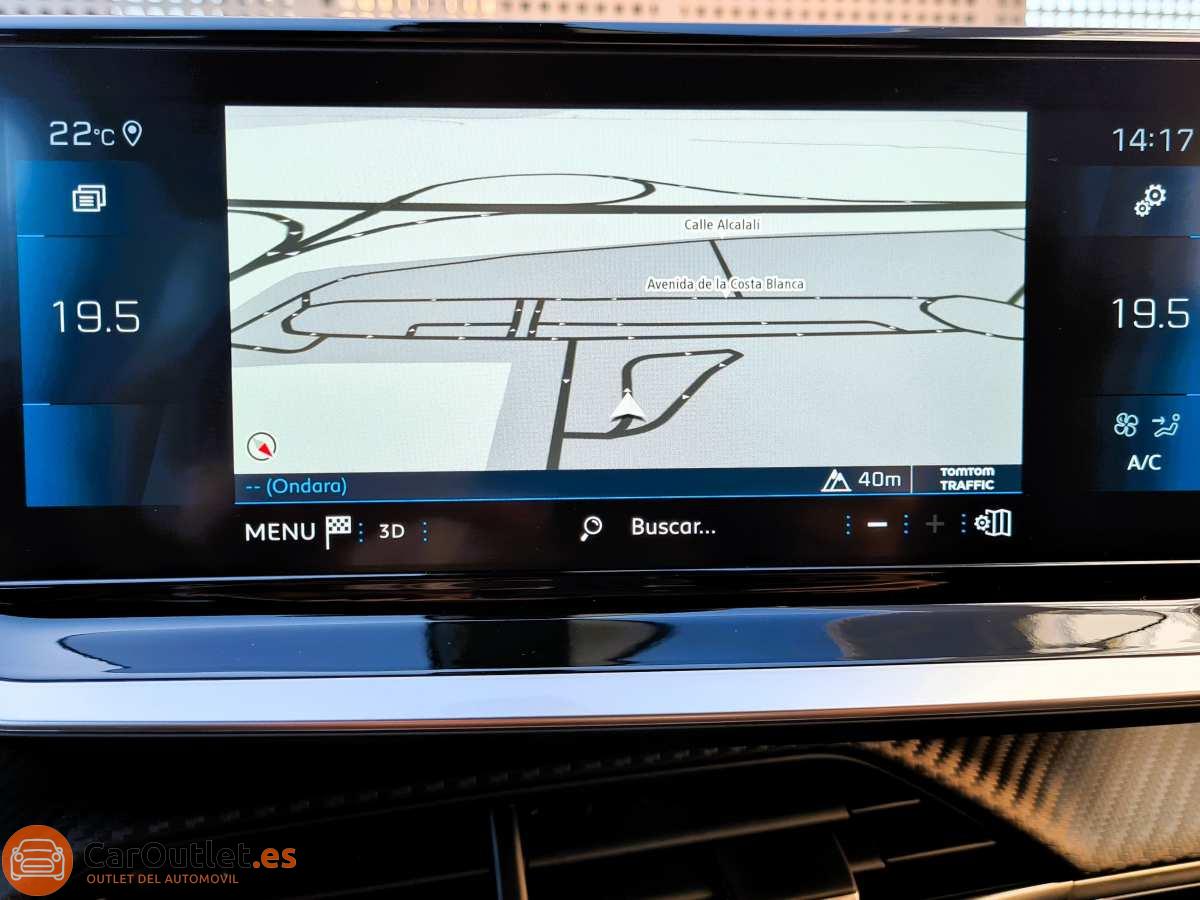 22°C
14:17
Calle Alcalalí
Avenida de la Costa Blanca
19.5
19.5
A/C
-- (Ondara)
40m
TOMTOM
TRAFFIC
MENU
3D
Buscar...
CarOutlet.es
OUTLET DEL AUTOMOVIL